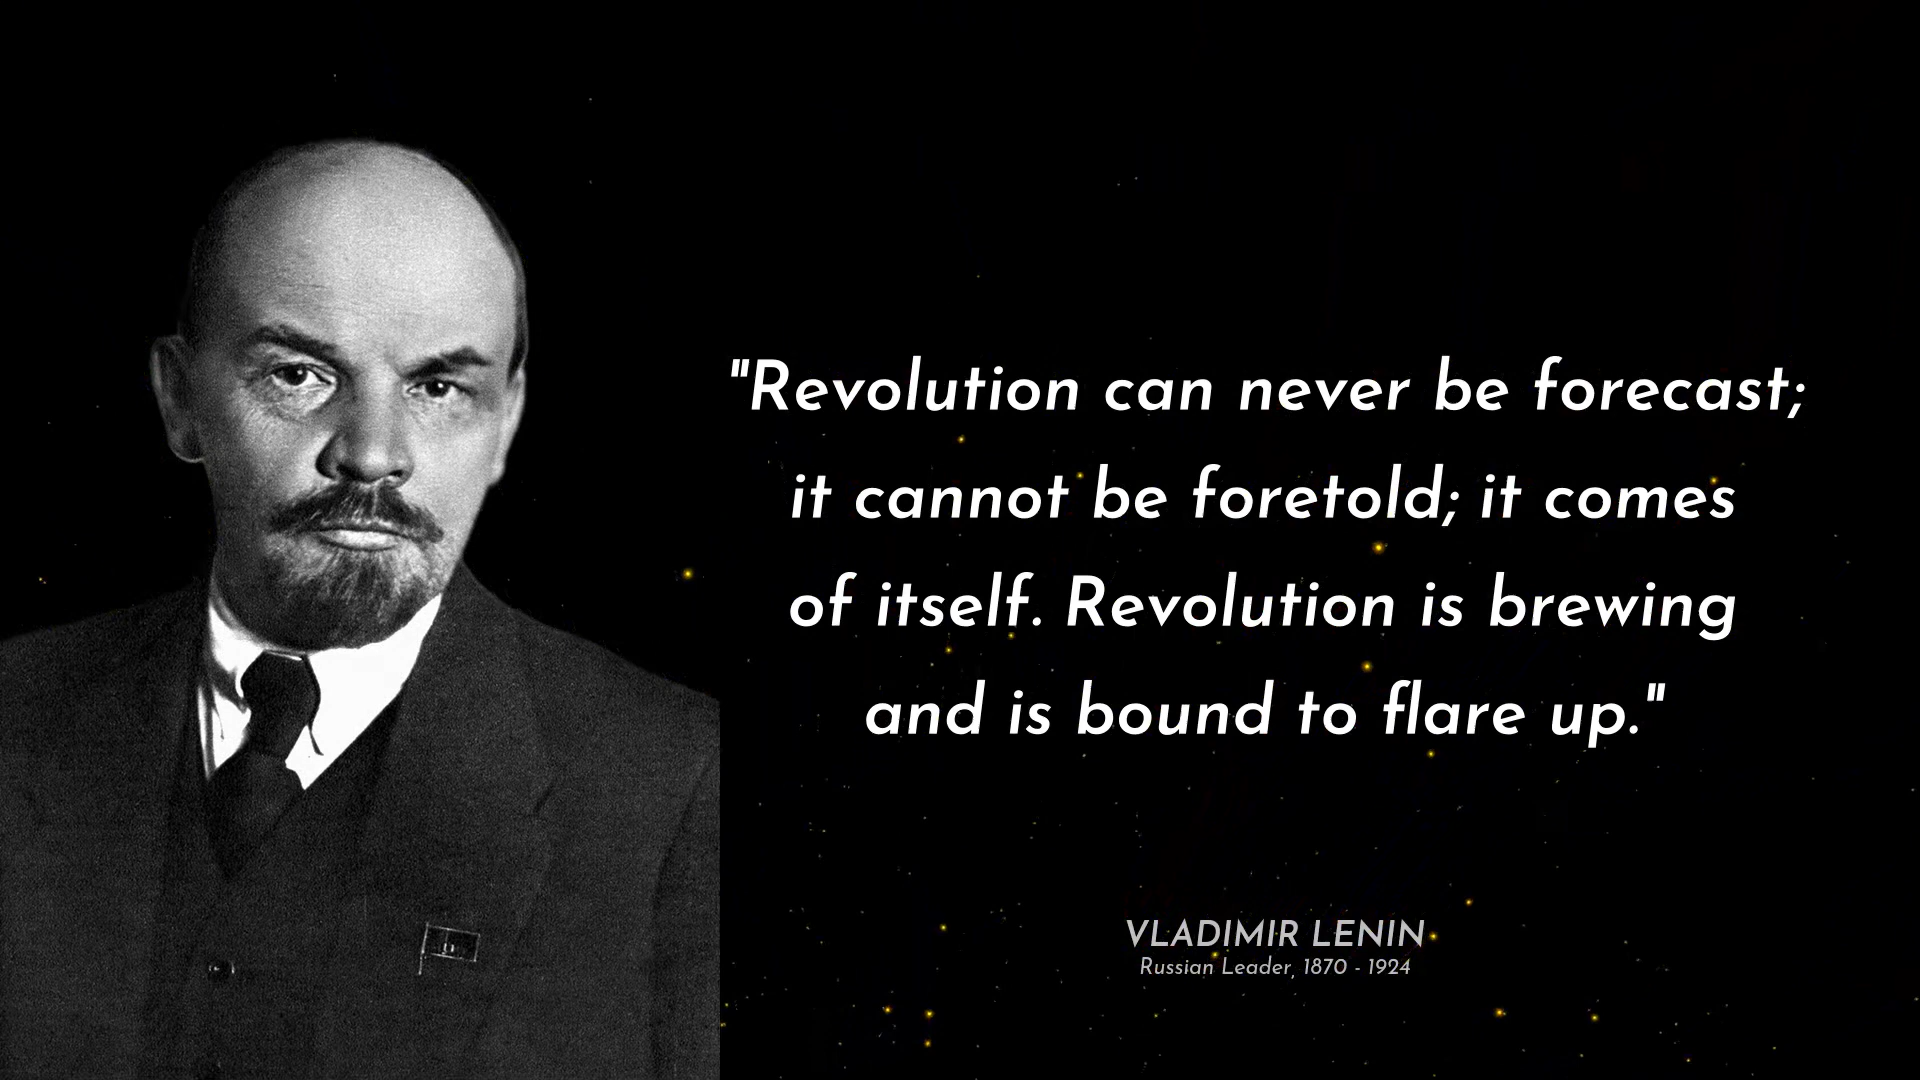 "Revolution can never be forecast;
it cannot be foretold; it comes
of itself. Revolution is brewing
and is bound to flare up."
VLADIMIR LENIN
Russian Leader, 1870 - 1924